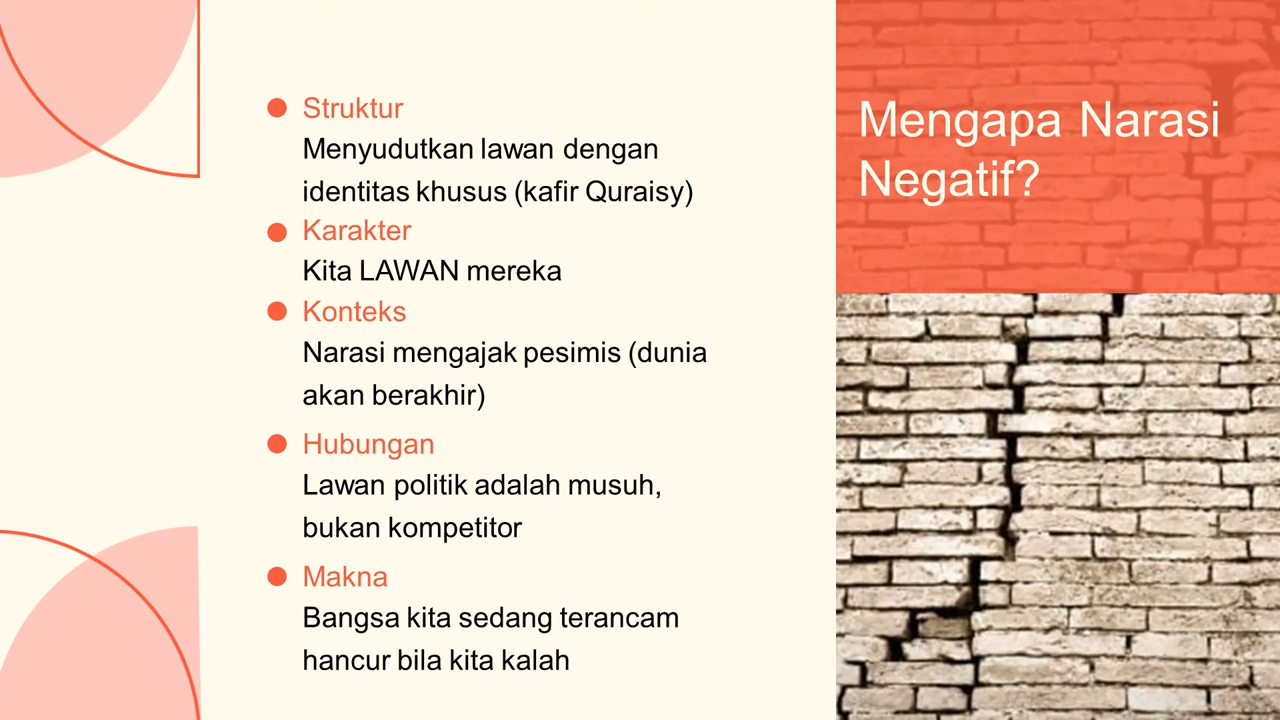 Mengapa Narasi
Negatif?
Struktur
Menyudutkan lawan dengan
identitas khusus (kafir Quraisy)
Karakter
Kita LAWAN mereka
Konteks
Narasi mengajak pesimis (dunia
akan berakhir)
Hubungan
Lawan politik adalah musuh,
bukan kompetitor
Makna
Bangsa kita sedang terancam
hancur bila kita kalah